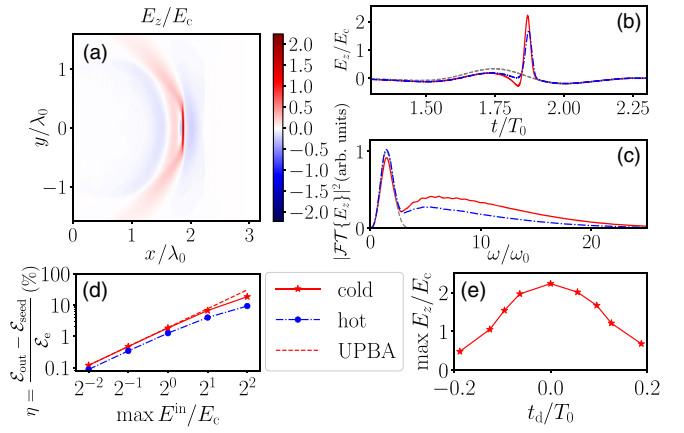 E_z/E_c
(a)
1
0
−1
y/λ_0
0
1
2
3
x/λ_0
2.0
1.5
1.0
0.5
0.0
−0.5
−1.0
−1.5
−2.0
(b)
E_z/E_c
2
1
0
1.50
1.75
2.00
2.25
t/T_0
(c)
|FT{E_z}|^2 (arb. units)
1
0
0
10
20
ω/ω_0
(d)
η = (ℰ_out − ℰ_seed)/ℰ_e (%)
100
10
1
0.1
2^−2
2^−1
2^0
2^1
2^2
max E^in/E_c
cold
hot
UPBA
(e)
max E_z/E_c
2
1
0
−0.2
0.0
0.2
t_d/T_0